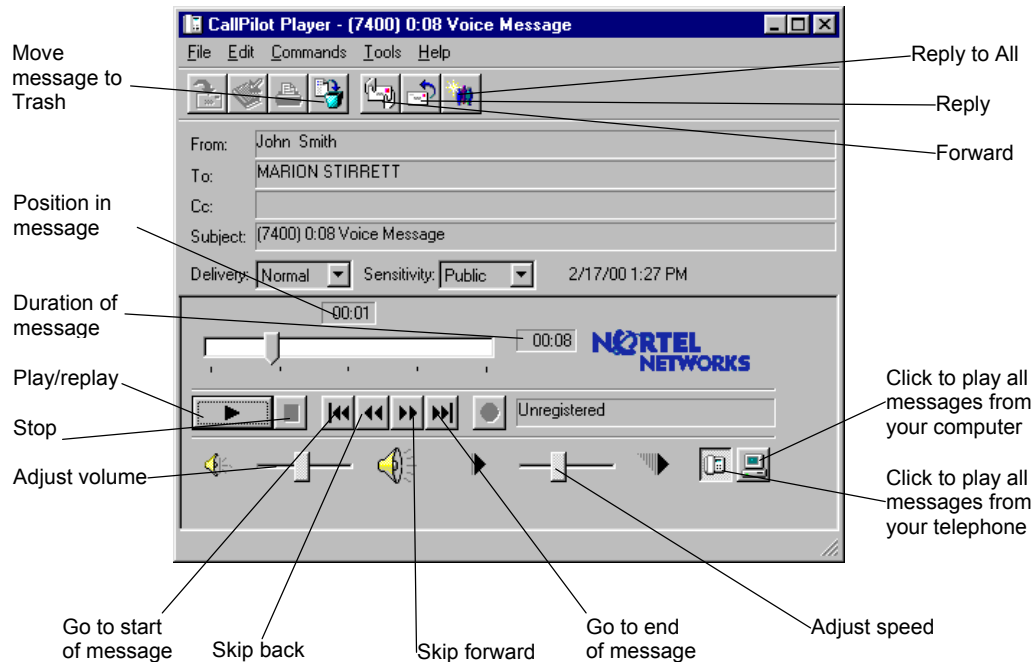 CallPilot Player - (7400) 0:08 Voice Message
File Edit Commands Tools Help
Move
message to
Trash
Reply to All
Reply
Forward
From: John Smith
To: MARION STIRRETT
Cc:
Subject: (7400) 0:08 Voice Message
Position in
message
Delivery: Normal Sensitivity: Public 2/17/00 1:27 PM
Duration of
message
00:01
00:08
NORTEL
NETWORKS
Play/replay
Stop
Unregistered
Click to play all
messages from
your computer
Adjust volume
Click to play all
messages from
your telephone
Go to start
of message
Skip back
Skip forward
Go to end
of message
Adjust speed